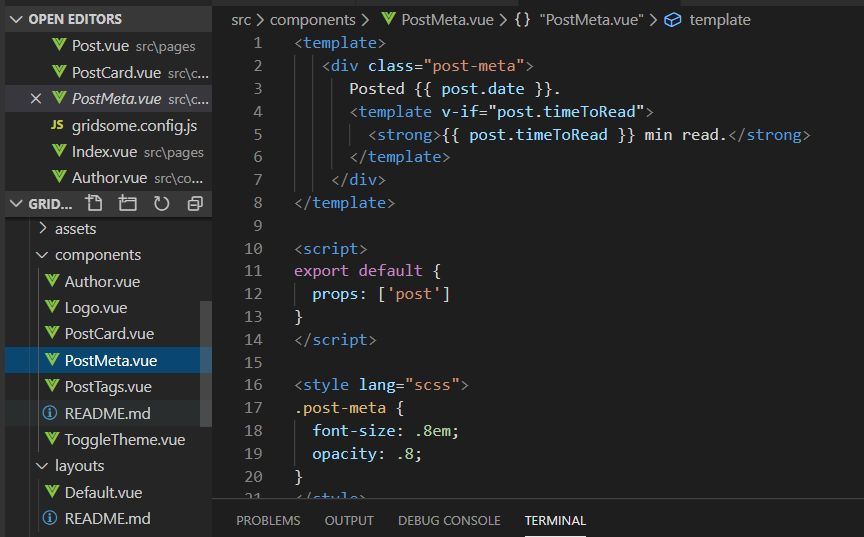 OPEN EDITORS
Post.vue src\pages
PostCard.vue src\c...
PostMeta.vue src\c...
JS gridsome.config.js
Index.vue src\pages
Author.vue src\co...
GRID...
assets
components
Author.vue
Logo.vue
PostCard.vue
PostMeta.vue
PostTags.vue
README.md
ToggleTheme.vue
layouts
Default.vue
README.md
src > components > PostMeta.vue > {} "PostMeta.vue" > template
1 <template>
2 <div class="post-meta">
3 Posted {{ post.date }}.
4 <template v-if="post.timeToRead">
5 <strong>{{ post.timeToRead }} min read.</strong>
6 </template>
7 </div>
8 </template>
9
10 <script>
11 export default {
12 props: ['post']
13 }
14 </script>
15
16 <style lang="scss">
17 .post-meta {
18 font-size: .8em;
19 opacity: .8;
20 }
21 </style>
PROBLEMS OUTPUT DEBUG CONSOLE TERMINAL